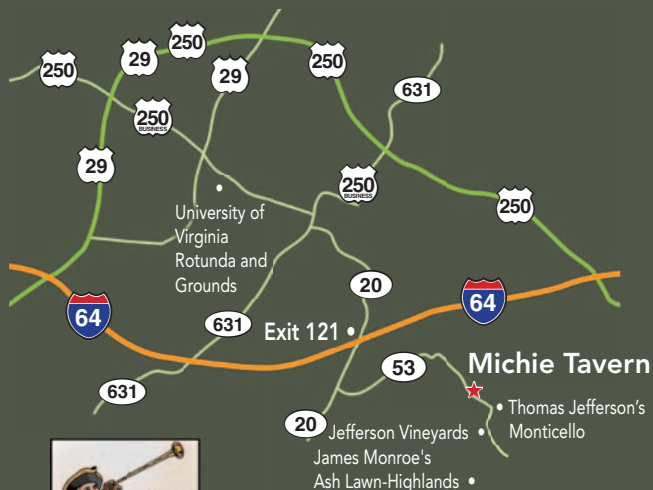 250
29
250
29
250
631
250
BUSINESS
29
250
BUSINESS
250
University of
Virginia
Rotunda and
Grounds
20
64
64
631
Exit 121
53
Michie Tavern
631
20
Thomas Jefferson's
Monticello
Jefferson Vineyards
James Monroe's
Ash Lawn-Highlands